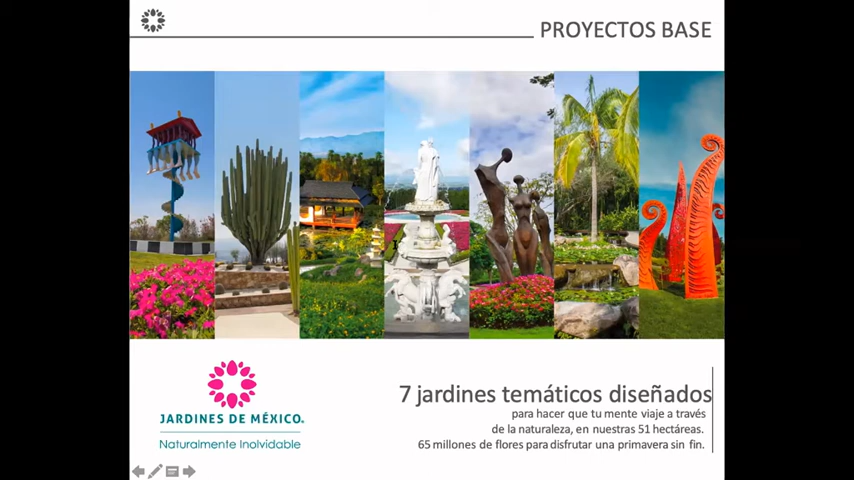 PROYECTOS BASE
JARDINES DE MÉXICO
Naturalmente Inolvidable
7 jardines temáticos diseñados
para hacer que tu mente viaje a través
de la naturaleza, en nuestras 51 hectáreas.
65 millones de flores para disfrutar una primavera sin fin.